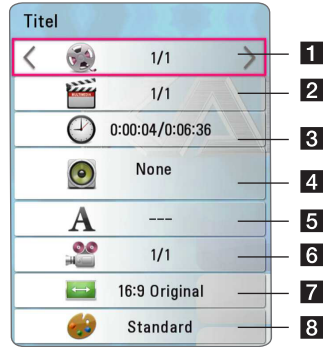 Titel
1/1 1
1/1 2
0:00:04/0:06:36 3
None 4
A --- 5
1/1 6
16:9 Original 7
Standard 8